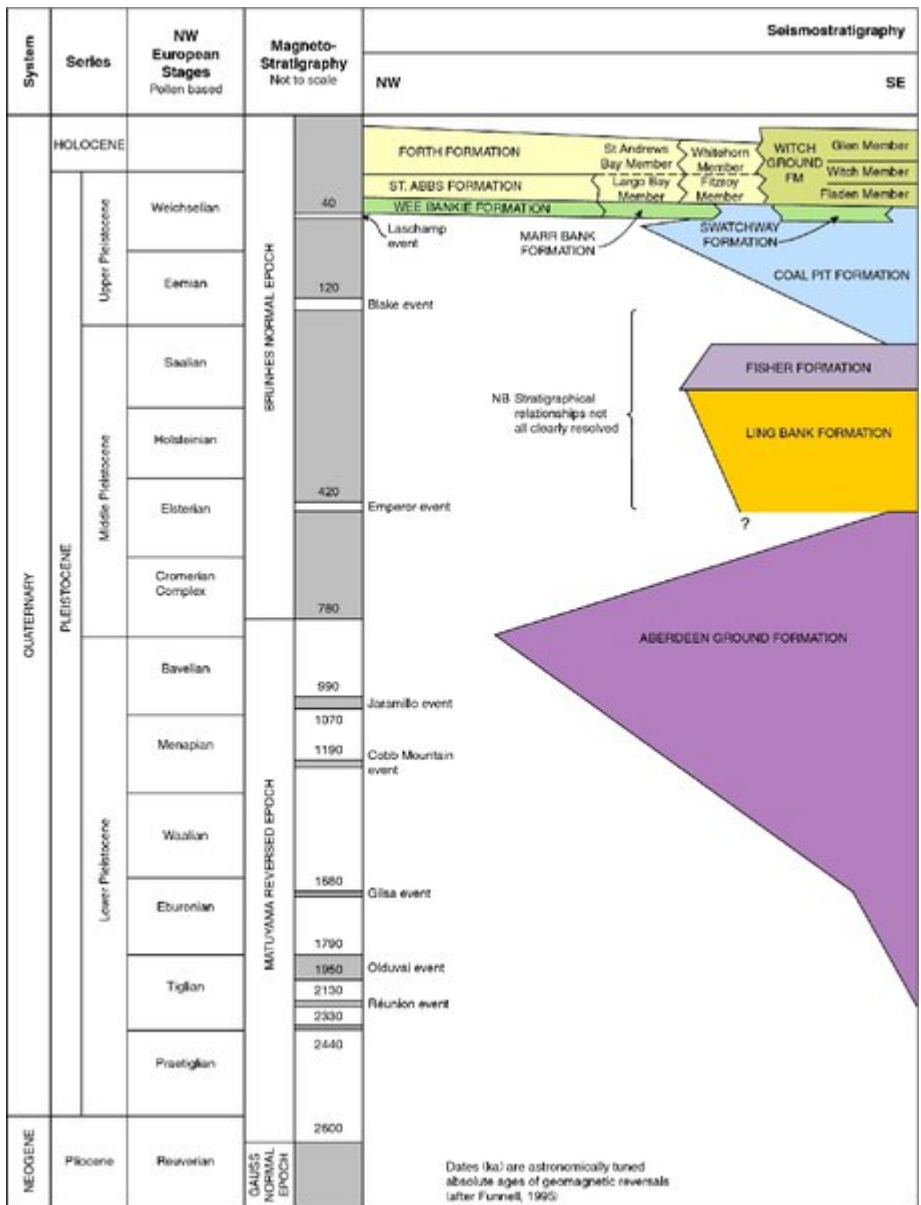 System
Series
NW
European
Stages
Pollen based
Magneto-
Stratigraphy
Not to scale
Seismostratigraphy
NW
SE
QUATERNARY
NEOGENE
HOLOCENE
PLEISTOCENE
Upper Pleistocene
Middle Pleistocene
Lower Pleistocene
Pliocene
Weichselian
Eemian
Saalian
Holsteinian
Elsterian
Cromerian
Complex
Bavelian
Menapian
Waalian
Eburonian
Tiglian
Praetiglian
Reuverian
BRUNHES NORMAL EPOCH
MATUYAMA REVERSED EPOCH
GAUSS
NORMAL
EPOCH
40
120
420
780
990
1070
1190
1680
1790
1950
2130
2330
2440
2600
Laschamp
event
Blake event
Emperor event
Jaramillo event
Cobb Mountain
event
Gilsa event
Olduvai event
Réunion event
FORTH FORMATION
St Andrews
Bay Member
Whitehorn
Member
WITCH
GROUND
FM
Glen Member
Witch Member
Fladen Member
ST. ABBS FORMATION
Largo Bay
Member
Fitzroy
Member
WEE BANKIE FORMATION
MARR BANK
FORMATION
SWATCHWAY
FORMATION
COAL PIT FORMATION
FISHER FORMATION
NB Stratigraphical
relationships not
all clearly resolved
LING BANK FORMATION
?
ABERDEEN GROUND FORMATION
Dates (ka) are astronomically tuned
absolute ages of geomagnetic reversals
(after Funnell, 1995)